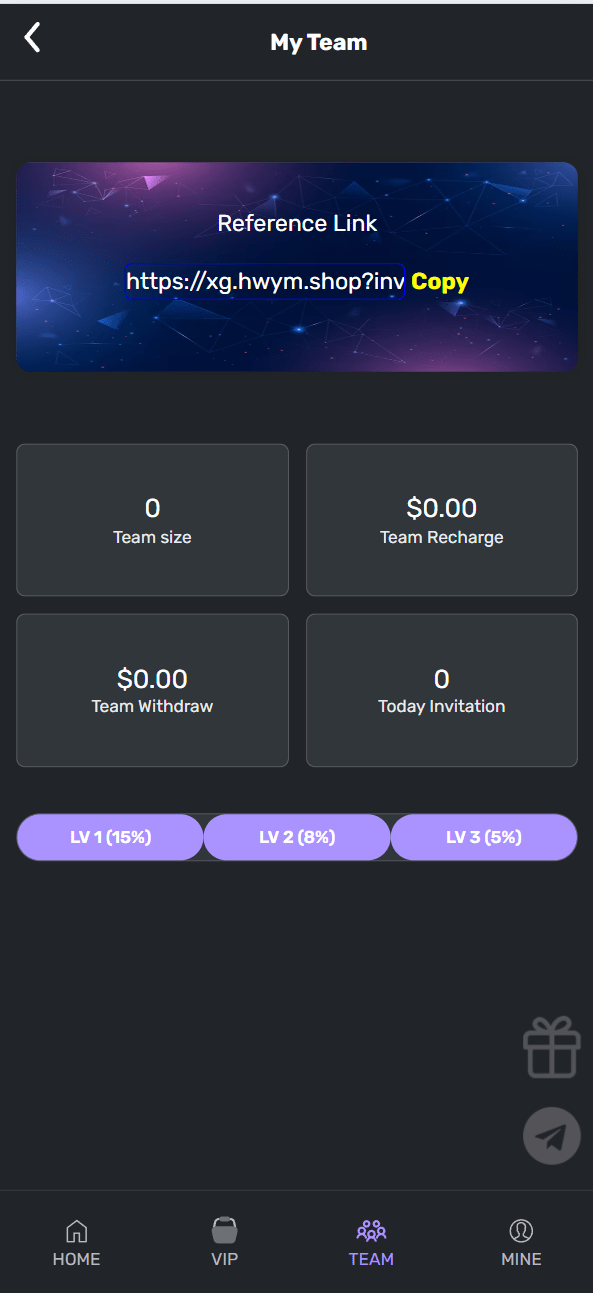 My Team
Reference Link
https://xg.hwym.shop?inv Copy
0
Team size
$0.00
Team Recharge
$0.00
Team Withdraw
0
Today Invitation
LV 1 (15%) LV 2 (8%) LV 3 (5%)
HOME VIP TEAM MINE